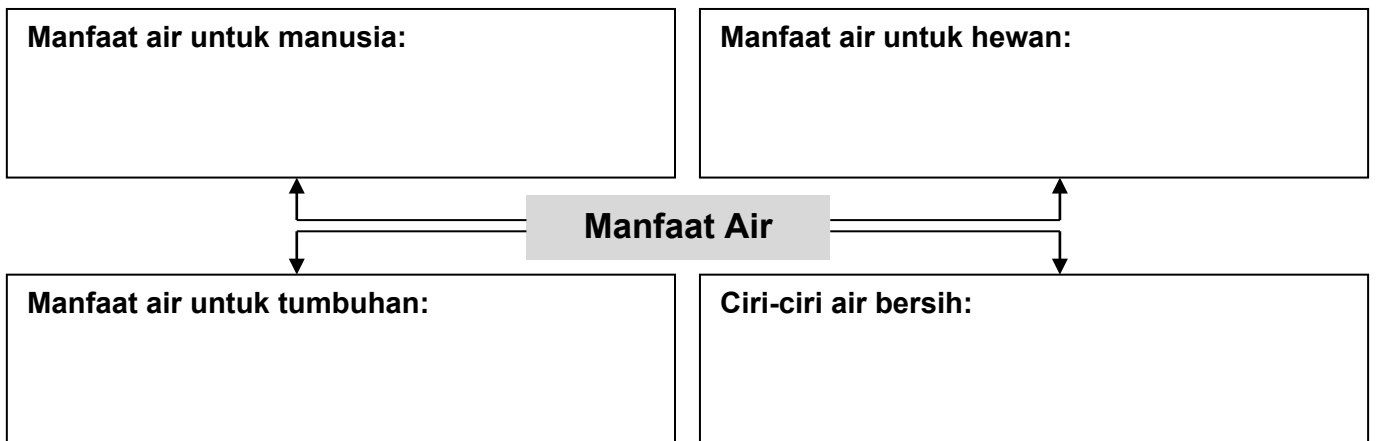 Manfaat air untuk manusia:
Manfaat air untuk hewan:
Manfaat Air
Manfaat air untuk tumbuhan:
Ciri-ciri air bersih: